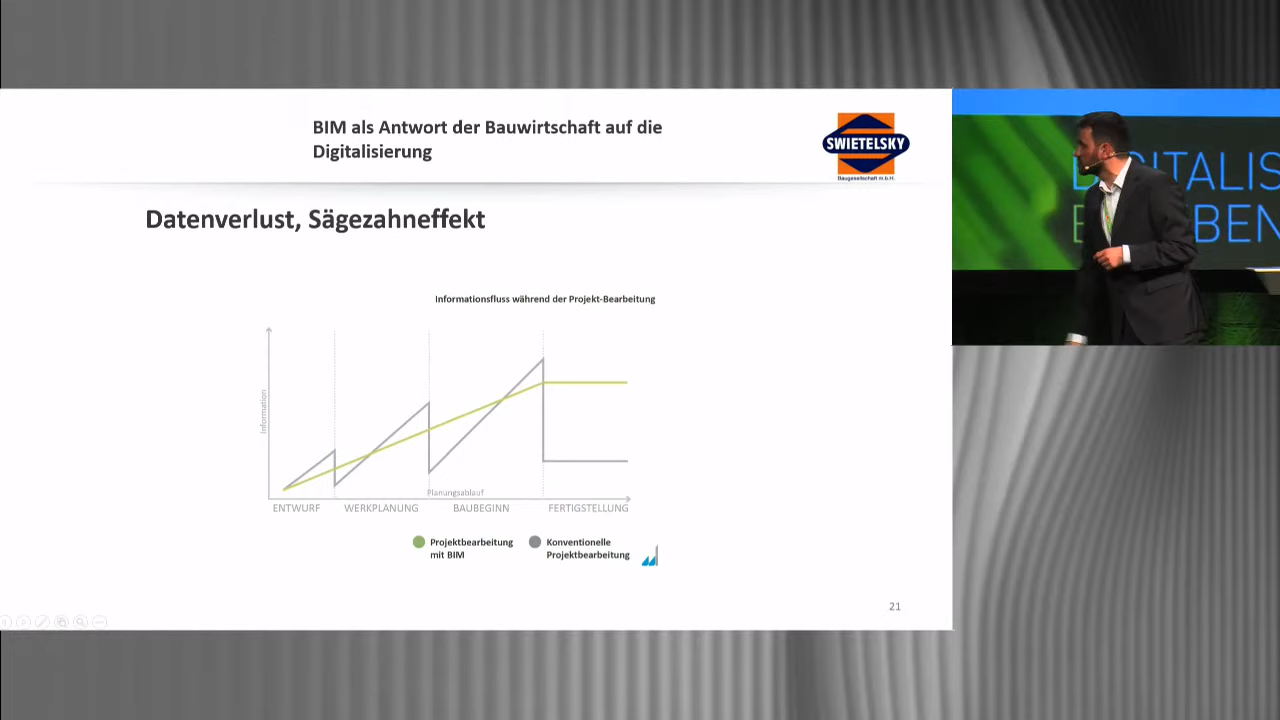 BIM als Antwort der Bauwirtschaft auf die
Digitalisierung
SWIETELSKY
Baugesellschaft m.b.H.
Datenverlust, Sägezahneffekt
Informationsfluss während der Projekt-Bearbeitung
Information
Planungsablauf
ENTWURF
WERKPLANUNG
BAUBEGINN
FERTIGSTELLUNG
Projektbearbeitung
mit BIM
Konventionelle
Projektbearbeitung
21